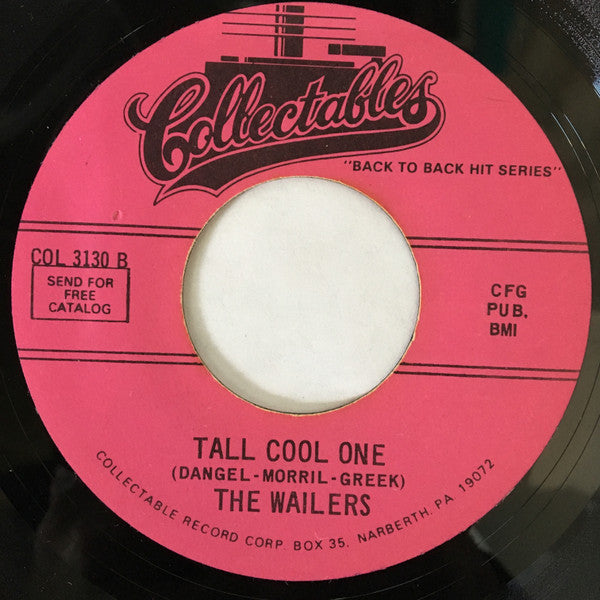 Collectables
"BACK TO BACK HIT SERIES"
COL 3130 B
SEND FOR
FREE
CATALOG
CFG
PUB.
BMI
TALL COOL ONE
(DANGEL-MORRIL-GREEK)
THE WAILERS
COLLECTABLE RECORD CORP. BOX 35, NARBERTH, PA 19072